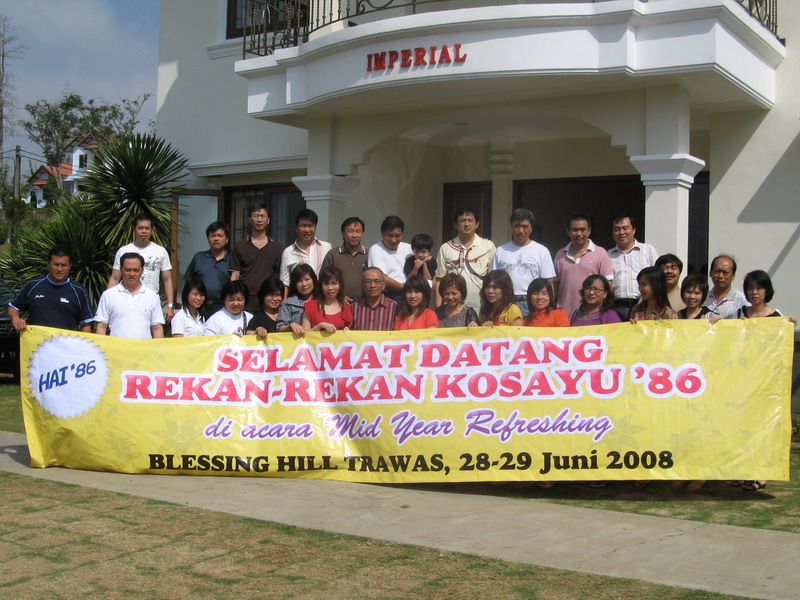 IMPERIAL
HAI '86
SELAMAT DATANG
REKAN-REKAN KOSAYU '86
di acara Mid Year Refreshing
BLESSING HILL TRAWAS, 28-29 Juni 2008